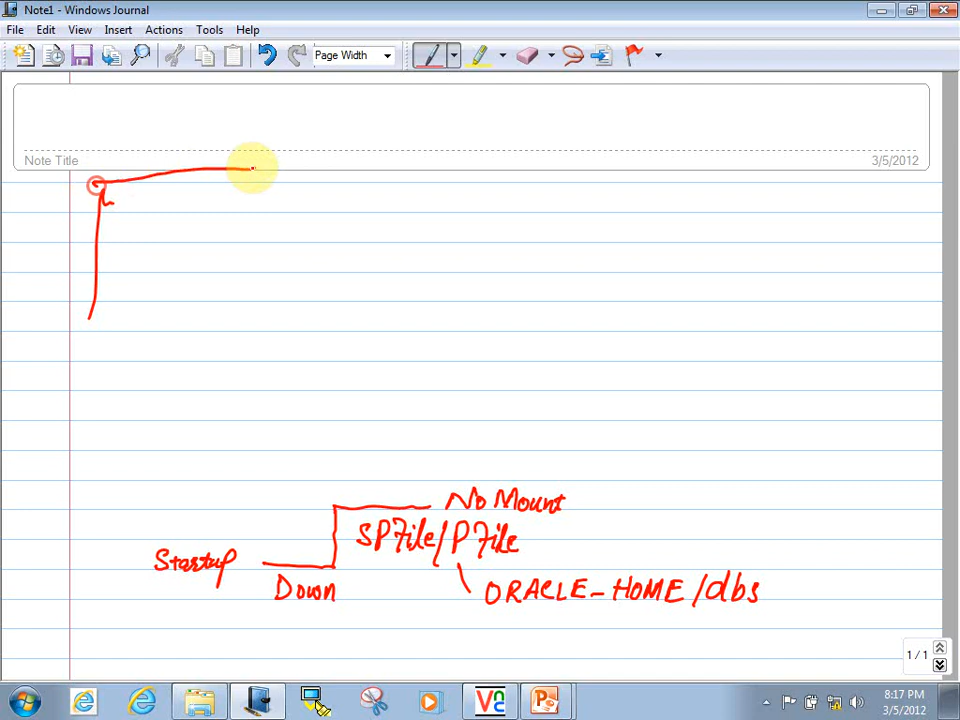 Note1 - Windows Journal
File Edit View Insert Actions Tools Help
Page Width
Note Title
3/5/2012
No Mount
SPFile/PFile
Startup
Down
ORACLE-HOME/dbs
1 / 1
8:17 PM
3/5/2012